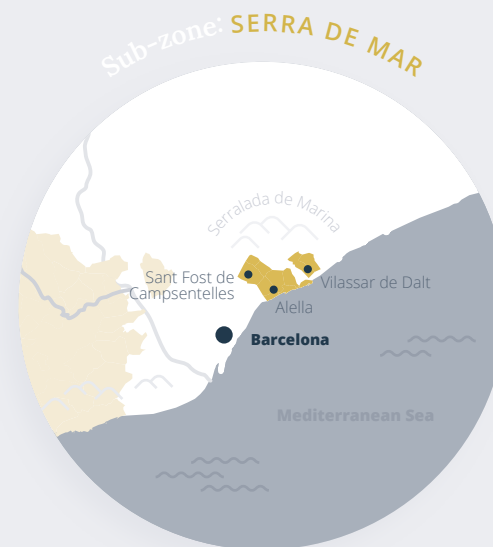 Sub-zone: SERRA DE MAR
Serralada de Marina
Sant Fost de
Campsentelles
Vilassar de Dalt
Alella
Barcelona
Mediterranean Sea